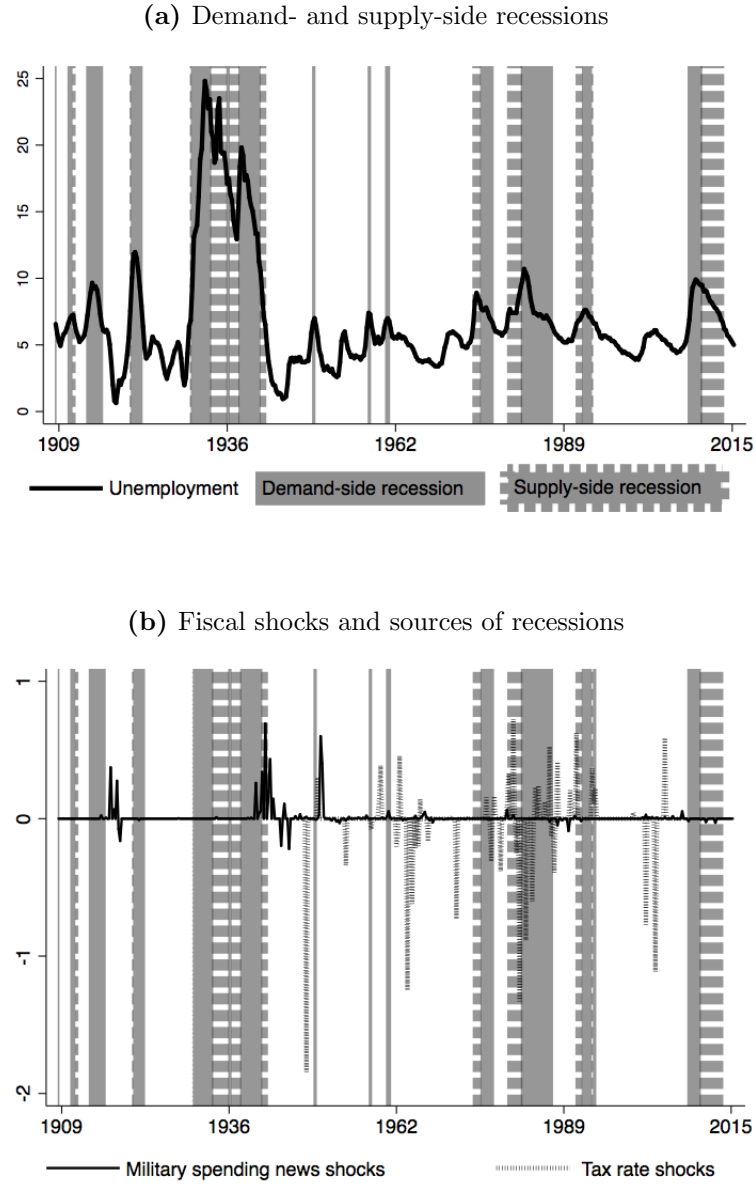 (a) Demand- and supply-side recessions
25
20
15
10
5
0
1909 1936 1962 1989 2015
Unemployment Demand-side recession Supply-side recession
(b) Fiscal shocks and sources of recessions
1
0
-1
-2
1909 1936 1962 1989 2015
Military spending news shocks Tax rate shocks